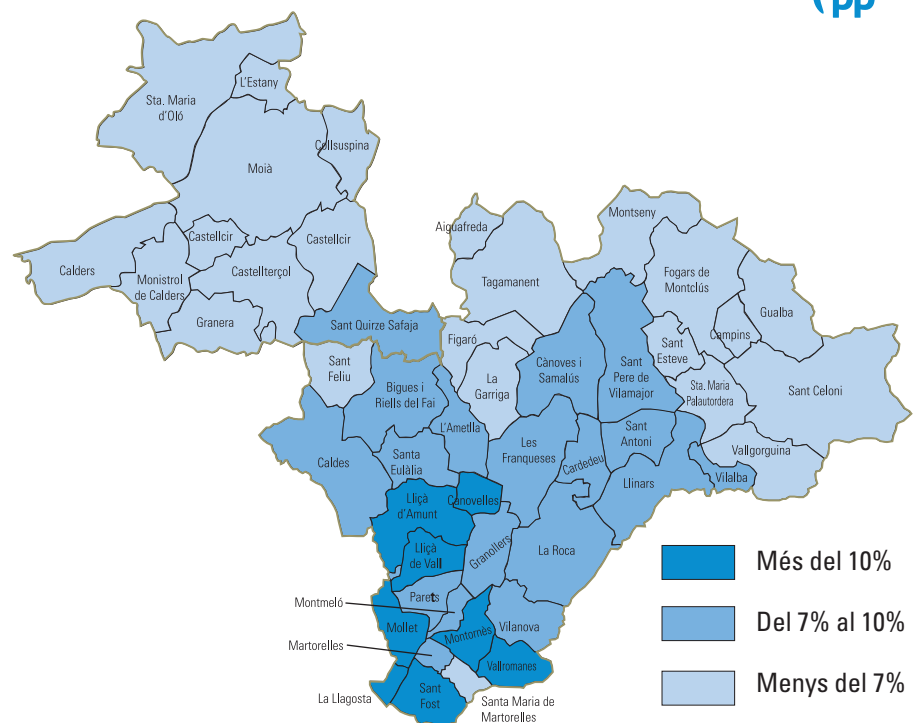 (pp
L'Estany
Sta. Maria
d'Oló
Collsuspina
Moià
Castellcir
Castellcir
Calders
Castellterçol
Monistrol
de Calders
Granera
Sant Quirze Safaja
Aiguafreda
Montseny
Tagamanent
Fogars de
Montclús
Gualba
Figaró
Campins
Sant
Esteve
Sant
Feliu
Cànoves i
Samalús
Sant
Pere de
Vilamajor
La
Garriga
Bigues i
Riells del Fai
Sta. Maria
Palautordera
Sant Celoni
L'Ametlla
Sant
Antoni
Les
Franqueses
Vallgorguina
Caldes
Santa
Eulàlia
Cardedeu
Vilalba
Llinars
Lliçà
d'Amunt
Canovelles
Lliçà
de Vall
Granollers
La Roca
Més del 10%
Parets
t
Montmeló
Mollet
Montornès
Vilanova
Del 7% al 10%
Martorelles
Vallromanes
La Llagosta
Sant
Fost
Santa Maria de
Martorelles
Menys del 7%